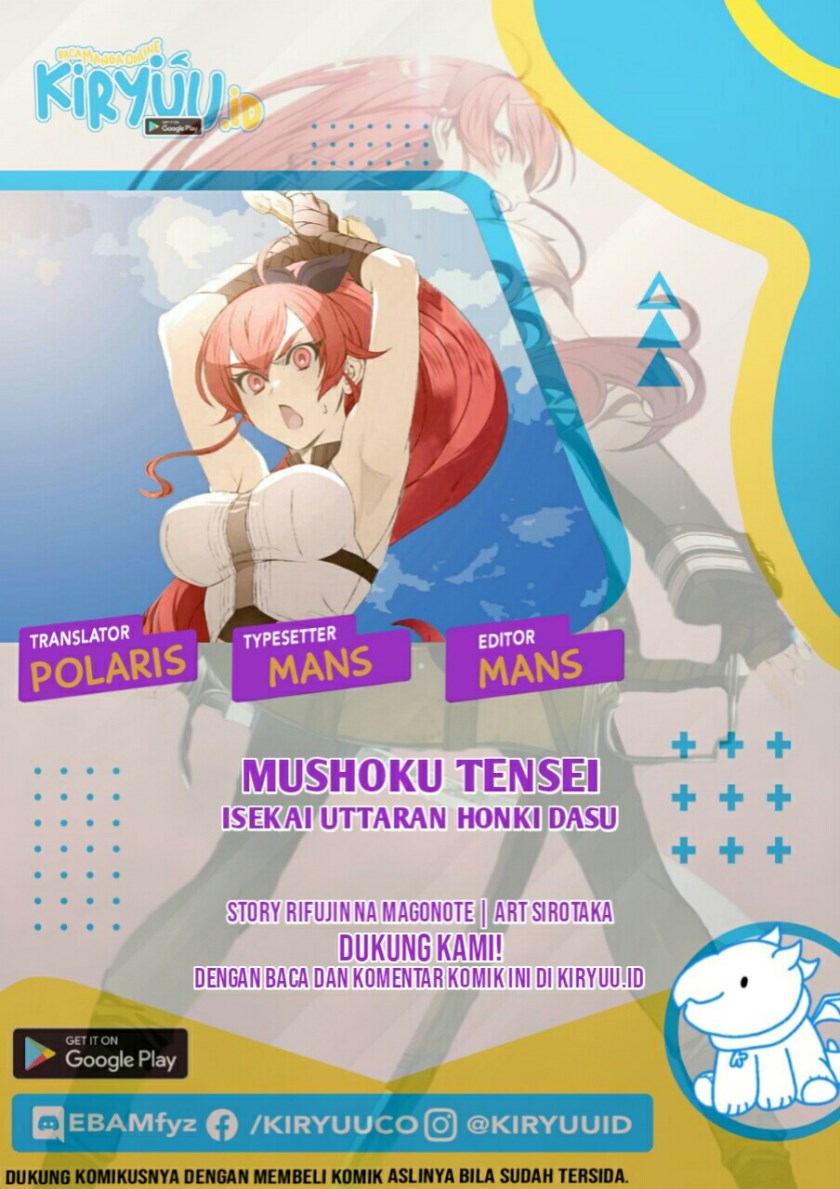 BACA MANGA ONLINE
KIRYUU.ID
GET IT ON
Google Play
TRANSLATOR
POLARIS
TYPESETTER
MANS
EDITOR
MANS
MUSHOKU TENSEI
ISEKAI UTTARAN HONKI DASU
STORY RIFUJIN NA MAGONOTE | ART SIROTAKA
DUKUNG KAMI!
DENGAN BACA DAN KOMENTAR KOMIK INI DI KIRYUU.ID
GET IT ON
Google Play
EBAMfyz /KIRYUUCO @KIRYUUID
DUKUNG KOMIKUSNYA DENGAN MEMBELI KOMIK ASLINYA BILA SUDAH TERSIDA.